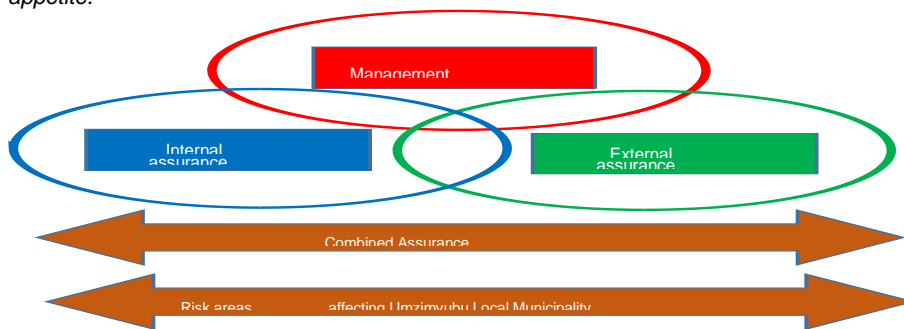 appetite.
Management
Internal
assurance
External
assurance
Combined Assurance
Risk areas affecting Umzimvubu Local Municipality